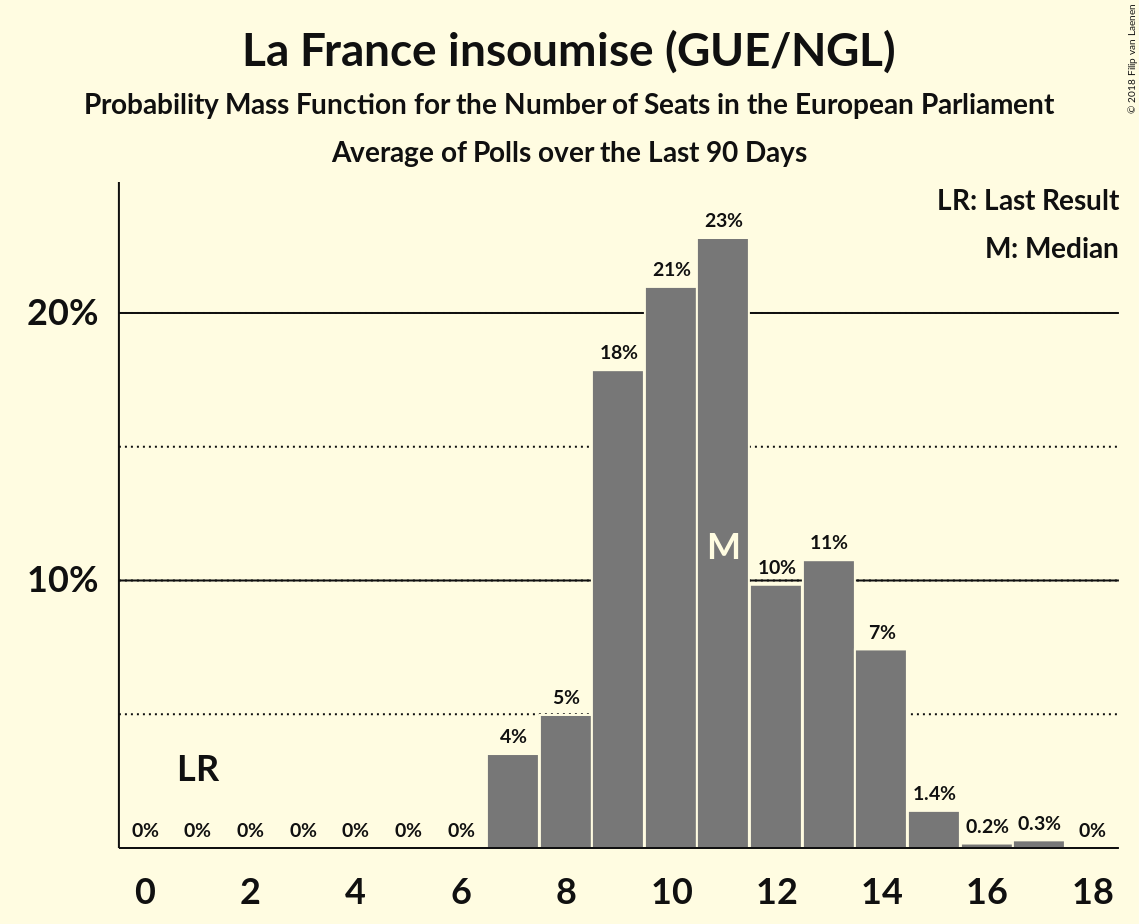 La France insoumise (GUE/NGL)
Probability Mass Function for the Number of Seats in the European Parliament
Average of Polls over the Last 90 Days
© 2018 Filip van Laenen
LR: Last Result
M: Median
20%
10%
0%
0%
0%
0%
0%
0%
0%
4%
5%
18%
21%
23%
10%
11%
7%
1.4%
0.2%
0.3%
0%
LR
M
0 2 4 6 8 10 12 14 16 18